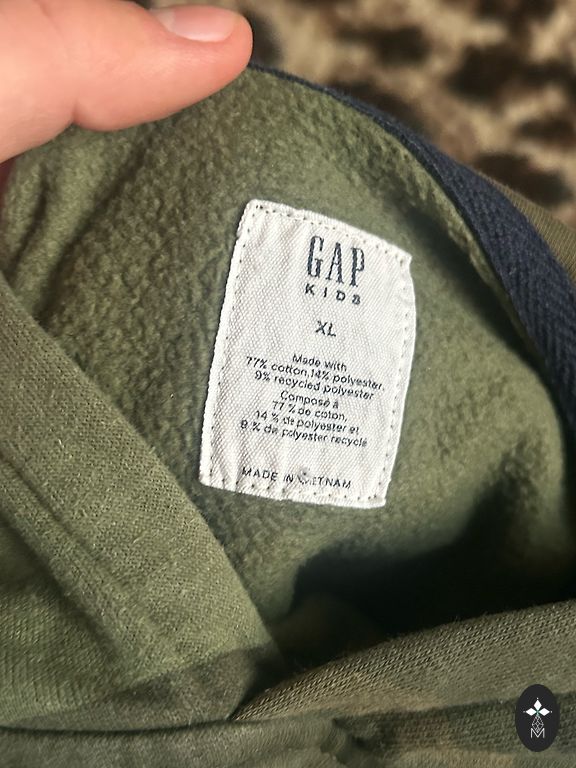 GAP
KIDS
XL
Made with
77% cotton, 14% polyester,
9% recycled polyester
Composé à
77 % de coton,
14 % de polyester et
9 % de polyester recyclé
MADE IN VIETNAM
M